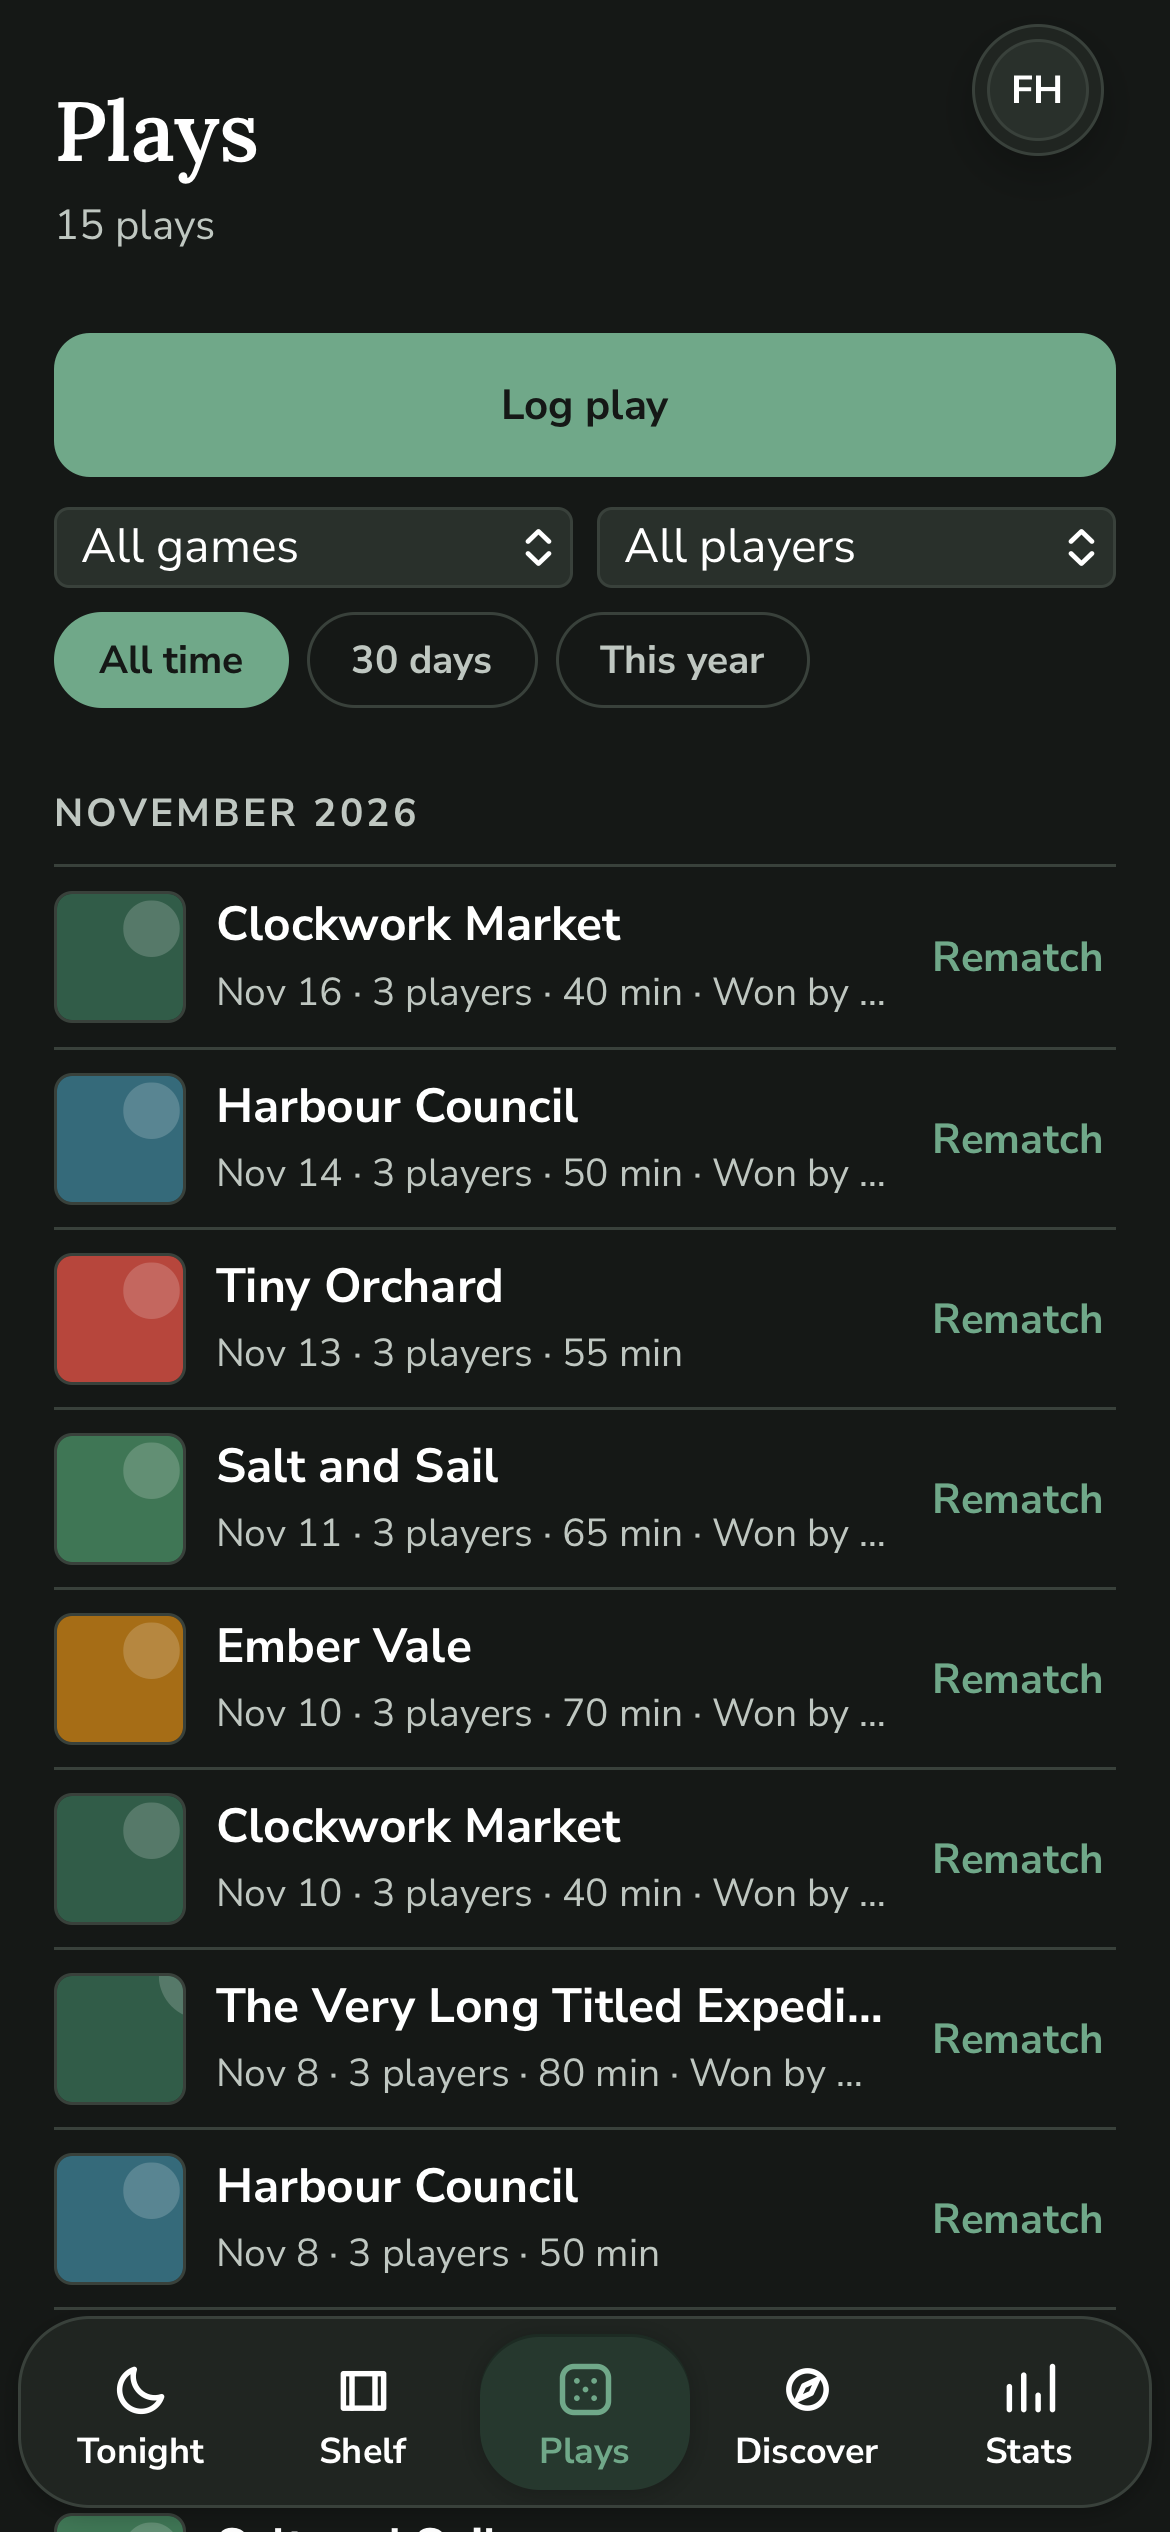 FH
Plays
15 plays
Log play
All games
All players
All time
30 days
This year
NOVEMBER 2026
Clockwork Market
Nov 16 · 3 players · 40 min · Won by ...
Rematch
Harbour Council
Nov 14 · 3 players · 50 min · Won by ...
Rematch
Tiny Orchard
Nov 13 · 3 players · 55 min
Rematch
Salt and Sail
Nov 11 · 3 players · 65 min · Won by ...
Rematch
Ember Vale
Nov 10 · 3 players · 70 min · Won by ...
Rematch
Clockwork Market
Nov 10 · 3 players · 40 min · Won by ...
Rematch
The Very Long Titled Expedi...
Nov 8 · 3 players · 80 min · Won by ...
Rematch
Harbour Council
Nov 8 · 3 players · 50 min
Rematch
Tonight
Shelf
Plays
Discover
Stats